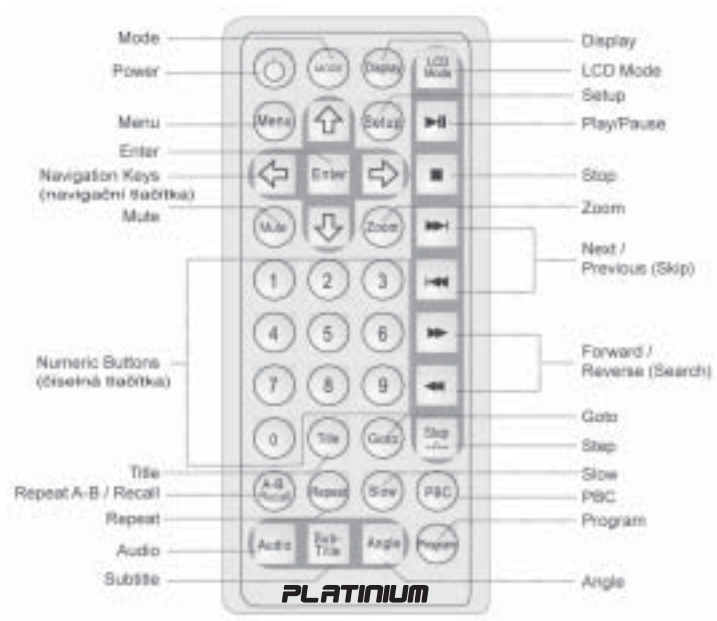 Mode
Power
Menu
Enter
Navigation Keys
(navigační tlačítka)
Mute
Numeric Buttons
(číselná tlačítka)
Title
Repeat A-B / Recall
Repeat
Audio
Subtitle
MODE
Display
LCD
Mode
Menu
Setup
Enter
Mute
Zoom
1
2
3
4
5
6
7
8
9
0
Title
Goto
Step
A-B
Recall
Repeat
Slow
PBC
Audio
Sub-
Title
Angle
Program
PLATINIUM
Display
LCD Mode
Setup
Play/Pause
Stop
Zoom
Next /
Previous (Skip)
Forward /
Reverse (Search)
Goto
Step
Slow
PBC
Program
Angle